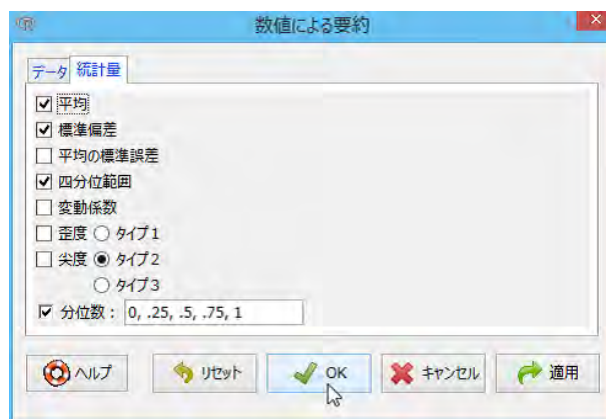 数値による要約
データ 統計量
平均
標準偏差
平均の標準誤差
四分位範囲
変動係数
歪度 タイプ1
尖度 タイプ2
タイプ3
分位数： 0, .25, .5, .75, 1
ヘルプ リセット OK キャンセル 適用